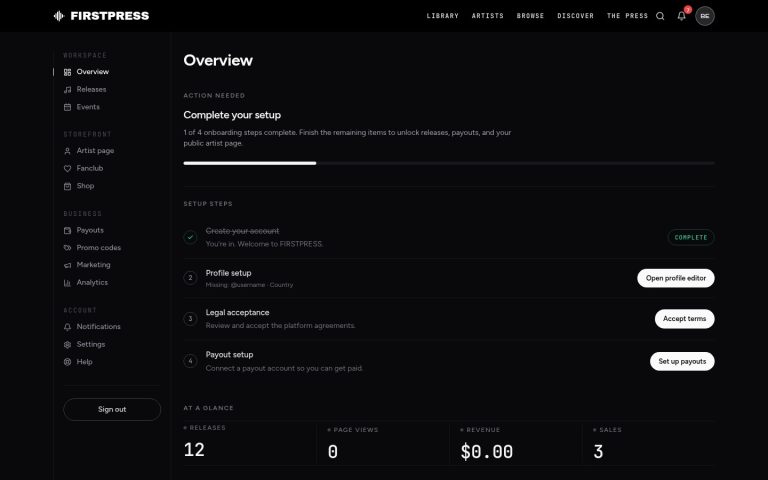 FIRSTPRESS
LIBRARY ARTISTS BROWSE DISCOVER THE PRESS
7
BE
WORKSPACE
Overview
Releases
Events
STOREFRONT
Artist page
Fanclub
Shop
BUSINESS
Payouts
Promo codes
Marketing
Analytics
ACCOUNT
Notifications
Settings
Help
Sign out
Overview
ACTION NEEDED
Complete your setup
1 of 4 onboarding steps complete. Finish the remaining items to unlock releases, payouts, and your
public artist page.
SETUP STEPS
Create your account
You're in. Welcome to FIRSTPRESS.
COMPLETE
2
Profile setup
Missing: @username · Country
Open profile editor
3
Legal acceptance
Review and accept the platform agreements.
Accept terms
4
Payout setup
Connect a payout account so you can get paid.
Set up payouts
AT A GLANCE
RELEASES
12
PAGE VIEWS
0
REVENUE
$0.00
SALES
3